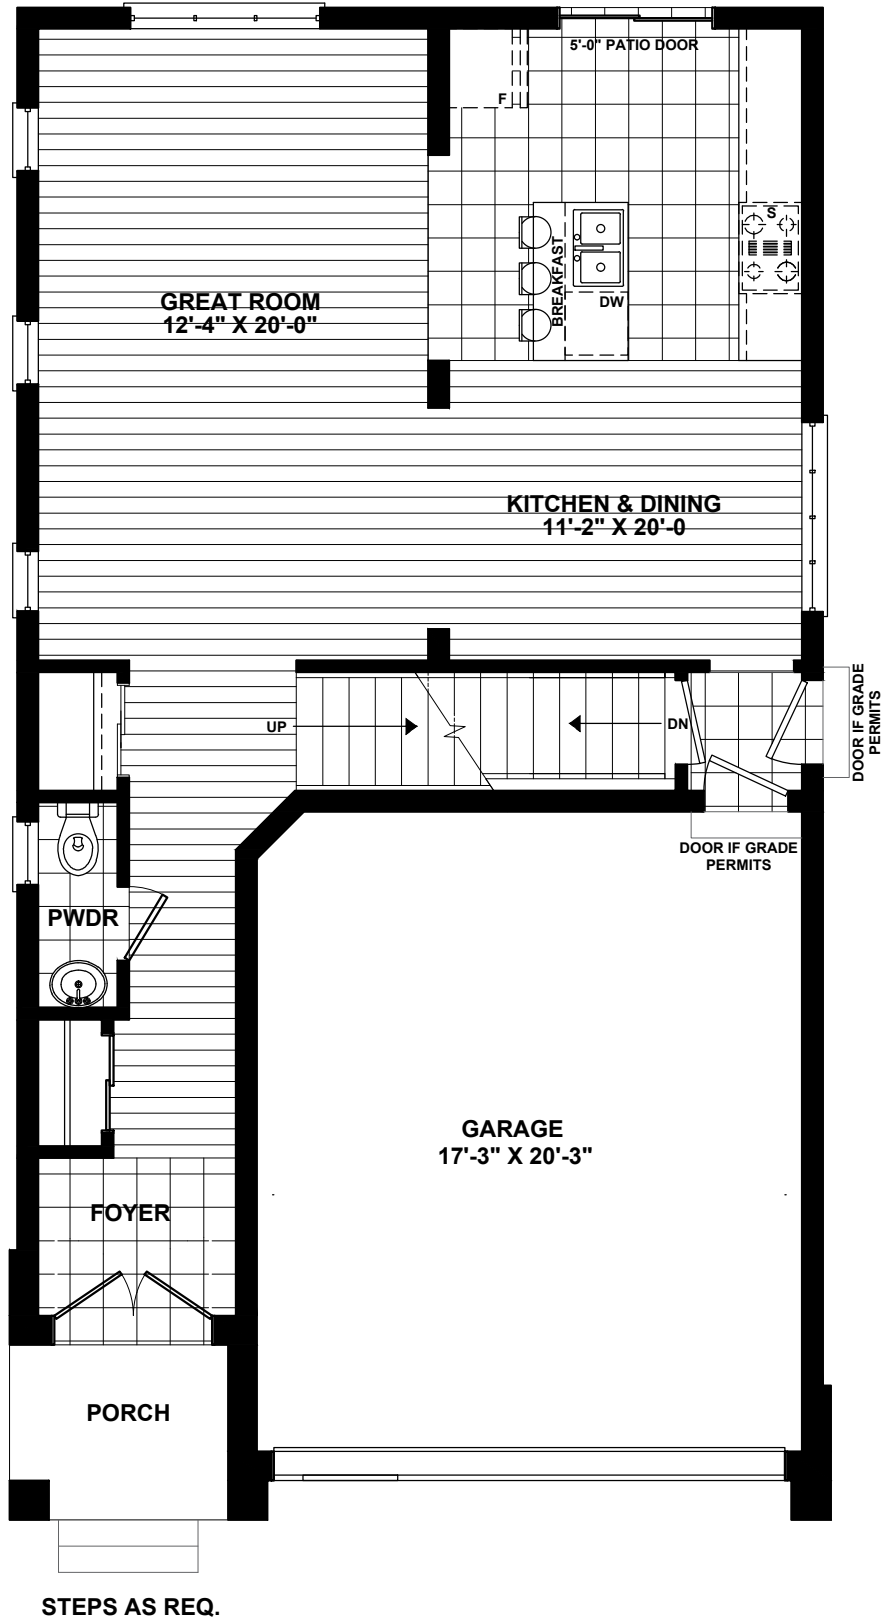 5'-0" PATIO DOOR
F
S
BREAKFAST
DW
GREAT ROOM
12'-4" X 20'-0"
KITCHEN & DINING
11'-2" X 20'-0
UP
DN
DOOR IF GRADE
PERMITS
DOOR IF GRADE
PERMITS
PWDR
GARAGE
17'-3" X 20'-3"
FOYER
PORCH
STEPS AS REQ.